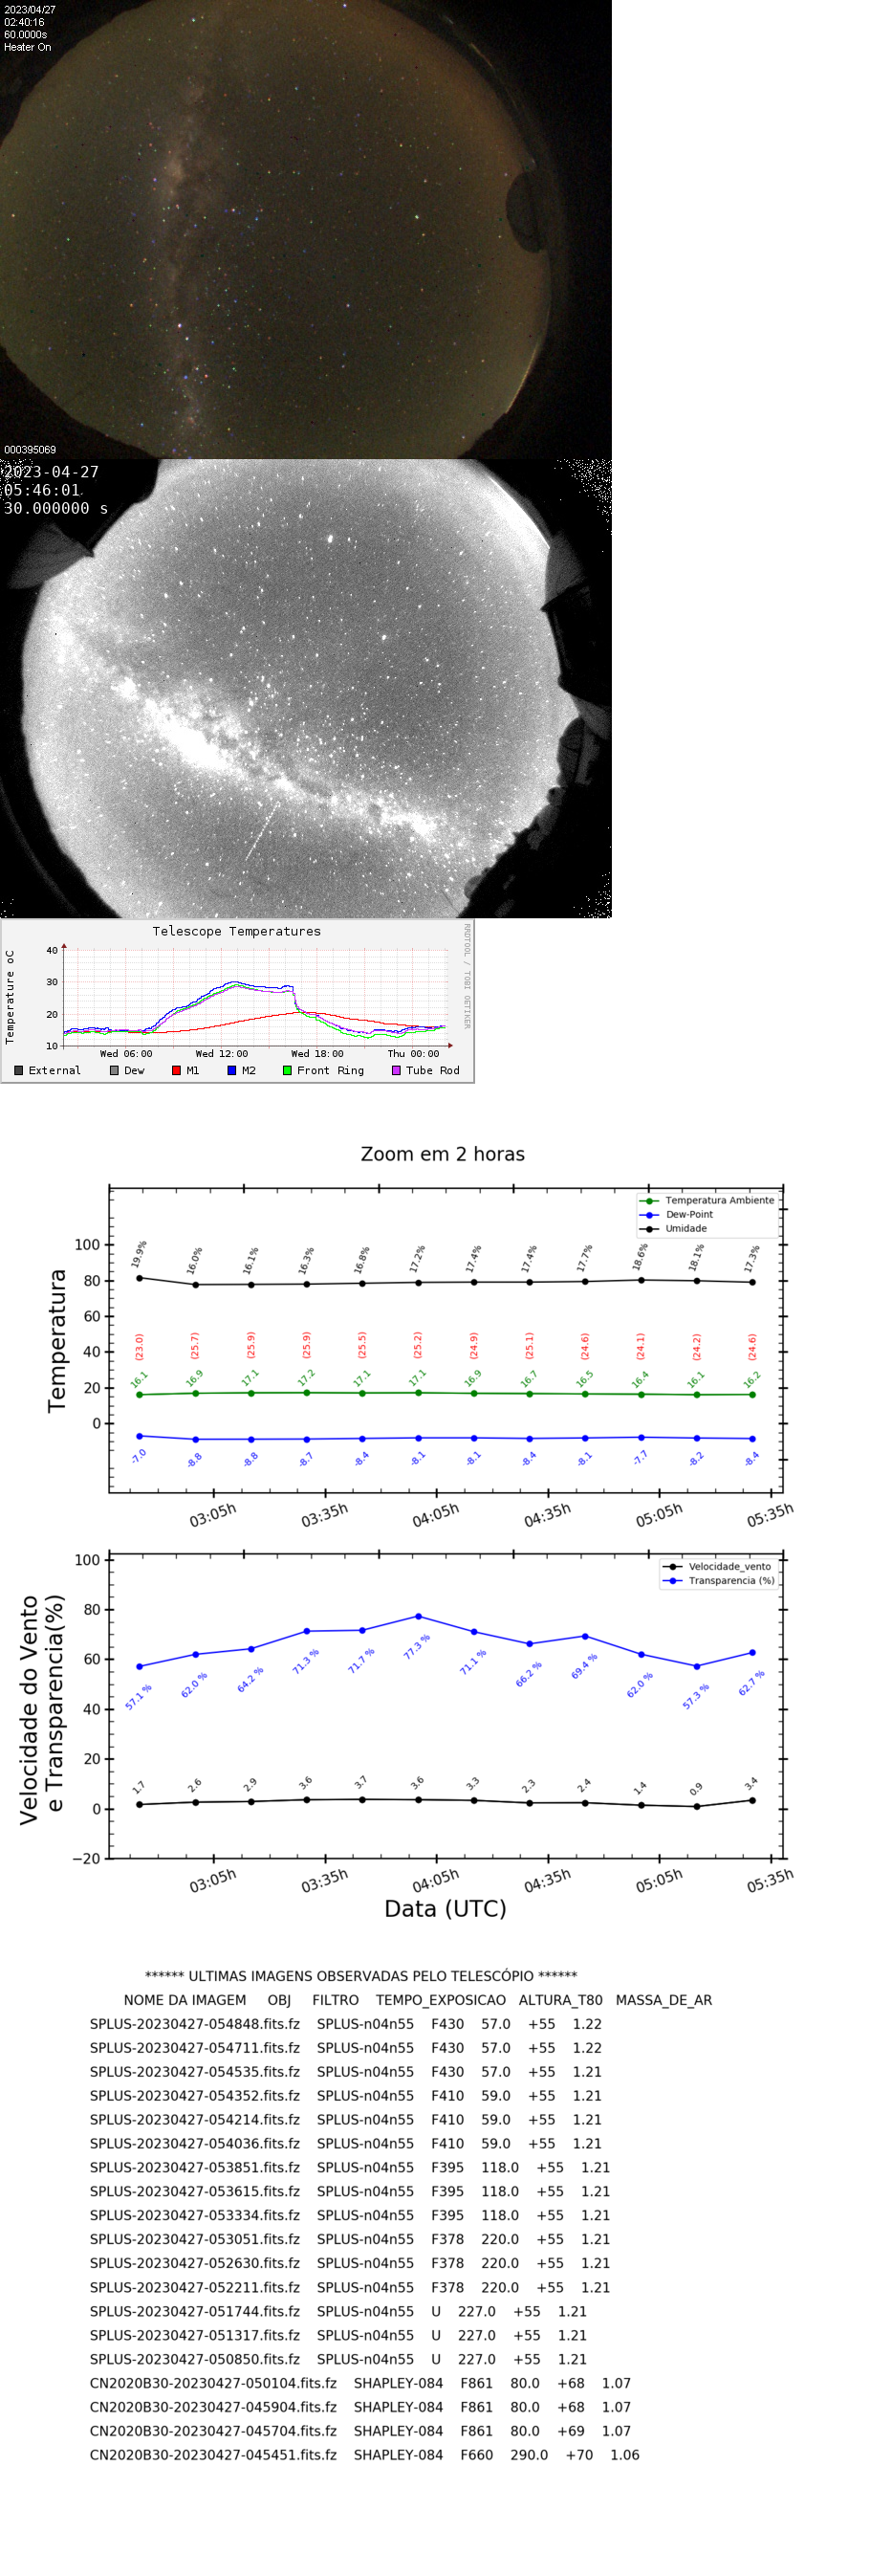 2023/04/27
02:40:16
60.0000s
Heater On
000395069
2023-04-27
05:46:01
30.000000 s
Telescope Temperatures
RRDTOOL / TOBI OETIKER
Temperature oC
40
30
20
10
Wed 06:00 Wed 12:00 Wed 18:00 Thu 00:00
External Dew M1 M2 Front Ring Tube Rod
Zoom em 2 horas
Temperatura Ambiente
Dew-Point
Umidade
Temperatura
100
80
60
40
20
0
19.9% 16.0% 16.1% 16.3% 16.8% 17.2% 17.4% 17.4% 17.7% 18.6% 18.1% 17.3%
(23.0) (25.7) (25.9) (25.9) (25.5) (25.2) (24.9) (25.1) (24.6) (24.1) (24.2) (24.6)
16.1 16.9 17.1 17.2 17.1 17.1 16.9 16.7 16.5 16.4 16.1 16.2
-7.0 -8.8 -8.8 -8.7 -8.4 -8.1 -8.1 -8.4 -8.1 -7.7 -8.2 -8.4
03:05h 03:35h 04:05h 04:35h 05:05h 05:35h
Velocidade_vento
Transparencia (%)
Velocidade do Vento
e Transparencia(%)
100
80
60
40
20
0
−20
57.1 % 62.0 % 64.2 % 71.3 % 71.7 % 77.3 % 71.1 % 66.2 % 69.4 % 62.0 % 57.3 % 62.7 %
1.7 2.6 2.9 3.6 3.7 3.6 3.3 2.3 2.4 1.4 0.9 3.4
03:05h 03:35h 04:05h 04:35h 05:05h 05:35h
Data (UTC)
****** ULTIMAS IMAGENS OBSERVADAS PELO TELESCÓPIO ******
NOME DA IMAGEM OBJ FILTRO TEMPO_EXPOSICAO ALTURA_T80 MASSA_DE_AR
SPLUS-20230427-054848.fits.fz SPLUS-n04n55 F430 57.0 +55 1.22
SPLUS-20230427-054711.fits.fz SPLUS-n04n55 F430 57.0 +55 1.22
SPLUS-20230427-054535.fits.fz SPLUS-n04n55 F430 57.0 +55 1.21
SPLUS-20230427-054352.fits.fz SPLUS-n04n55 F410 59.0 +55 1.21
SPLUS-20230427-054214.fits.fz SPLUS-n04n55 F410 59.0 +55 1.21
SPLUS-20230427-054036.fits.fz SPLUS-n04n55 F410 59.0 +55 1.21
SPLUS-20230427-053851.fits.fz SPLUS-n04n55 F395 118.0 +55 1.21
SPLUS-20230427-053615.fits.fz SPLUS-n04n55 F395 118.0 +55 1.21
SPLUS-20230427-053334.fits.fz SPLUS-n04n55 F395 118.0 +55 1.21
SPLUS-20230427-053051.fits.fz SPLUS-n04n55 F378 220.0 +55 1.21
SPLUS-20230427-052630.fits.fz SPLUS-n04n55 F378 220.0 +55 1.21
SPLUS-20230427-052211.fits.fz SPLUS-n04n55 F378 220.0 +55 1.21
SPLUS-20230427-051744.fits.fz SPLUS-n04n55 U 227.0 +55 1.21
SPLUS-20230427-051317.fits.fz SPLUS-n04n55 U 227.0 +55 1.21
SPLUS-20230427-050850.fits.fz SPLUS-n04n55 U 227.0 +55 1.21
CN2020B30-20230427-050104.fits.fz SHAPLEY-084 F861 80.0 +68 1.07
CN2020B30-20230427-045904.fits.fz SHAPLEY-084 F861 80.0 +68 1.07
CN2020B30-20230427-045704.fits.fz SHAPLEY-084 F861 80.0 +69 1.07
CN2020B30-20230427-045451.fits.fz SHAPLEY-084 F660 290.0 +70 1.06